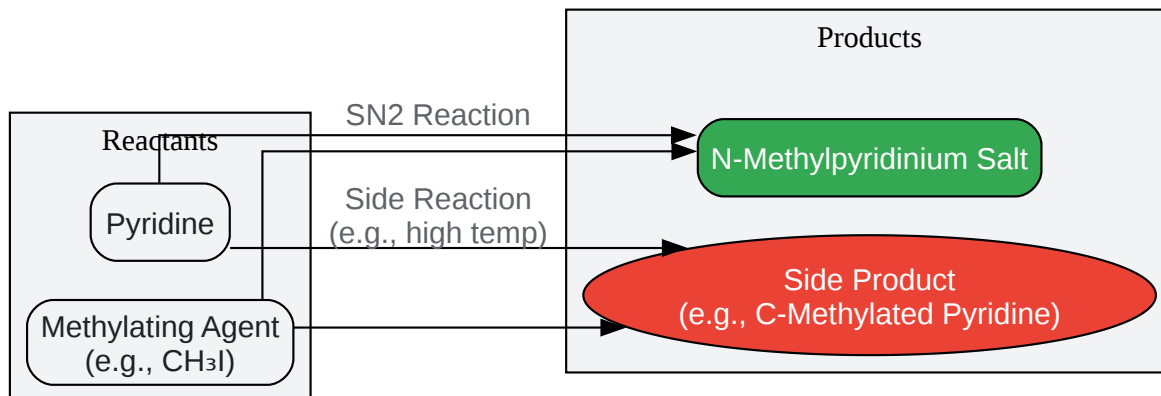 Products
SN2 Reaction
Reactants
N-Methylpyridinium Salt
Side Reaction
(e.g., high temp)
Pyridine
Side Product
(e.g., C-Methylated Pyridine)
Methylating Agent
(e.g., CH₃I)